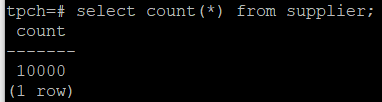 tpch=# select count(*) from supplier;
 count
-------
 10000
(1 row)